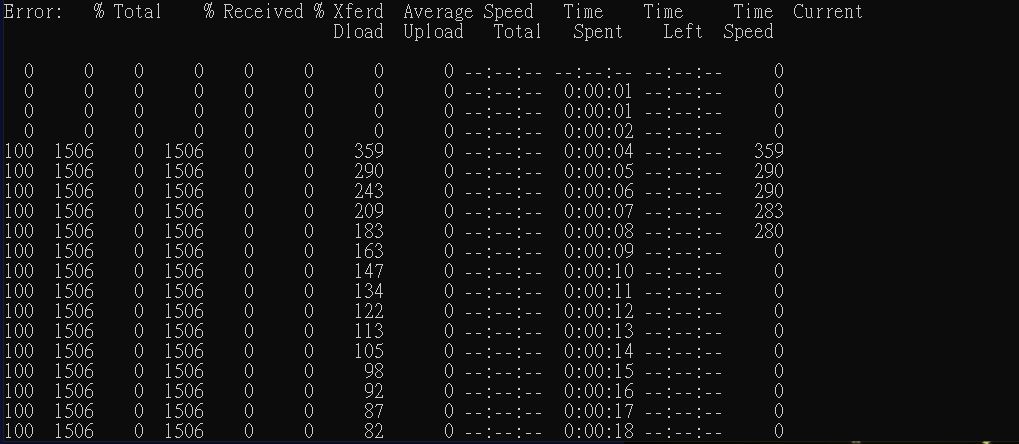 Error:   % Total    % Received % Xferd  Average Speed   Time    Time     Time  Current
                                 Dload  Upload   Total   Spent    Left  Speed
  0     0    0     0    0     0      0      0 --:--:-- --:--:-- --:--:--     0
  0     0    0     0    0     0      0      0 --:--:--  0:00:01 --:--:--     0
  0     0    0     0    0     0      0      0 --:--:--  0:00:01 --:--:--     0
  0     0    0     0    0     0      0      0 --:--:--  0:00:02 --:--:--     0
100  1506    0  1506    0     0    359      0 --:--:--  0:00:04 --:--:--   359
100  1506    0  1506    0     0    290      0 --:--:--  0:00:05 --:--:--   290
100  1506    0  1506    0     0    243      0 --:--:--  0:00:06 --:--:--   290
100  1506    0  1506    0     0    209      0 --:--:--  0:00:07 --:--:--   283
100  1506    0  1506    0     0    183      0 --:--:--  0:00:08 --:--:--   280
100  1506    0  1506    0     0    163      0 --:--:--  0:00:09 --:--:--     0
100  1506    0  1506    0     0    147      0 --:--:--  0:00:10 --:--:--     0
100  1506    0  1506    0     0    134      0 --:--:--  0:00:11 --:--:--     0
100  1506    0  1506    0     0    122      0 --:--:--  0:00:12 --:--:--     0
100  1506    0  1506    0     0    113      0 --:--:--  0:00:13 --:--:--     0
100  1506    0  1506    0     0    105      0 --:--:--  0:00:14 --:--:--     0
100  1506    0  1506    0     0     98      0 --:--:--  0:00:15 --:--:--     0
100  1506    0  1506    0     0     92      0 --:--:--  0:00:16 --:--:--     0
100  1506    0  1506    0     0     87      0 --:--:--  0:00:17 --:--:--     0
100  1506    0  1506    0     0     82      0 --:--:--  0:00:18 --:--:--     0